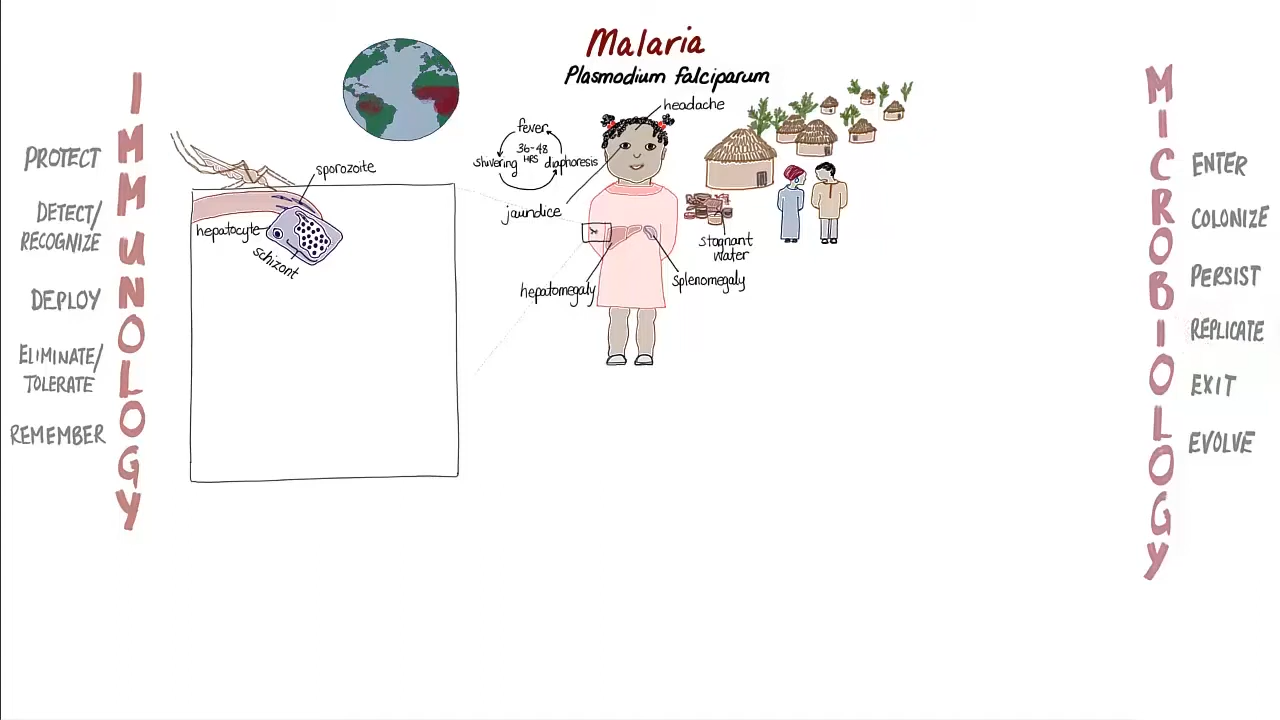 Malaria
Plasmodium falciparum
IMMUNOLOGY
PROTECT
DETECT/
RECOGNIZE
DEPLOY
ELIMINATE/
TOLERATE
REMEMBER
sporozoite
hepatocyte
schizont
headache
fever
36-48
HRS
shivering
diaphoresis
jaundice
hepatomegaly
splenomegaly
stagnant
water
MICROBIOLOGY
ENTER
COLONIZE
PERSIST
REPLICATE
EXIT
EVOLVE